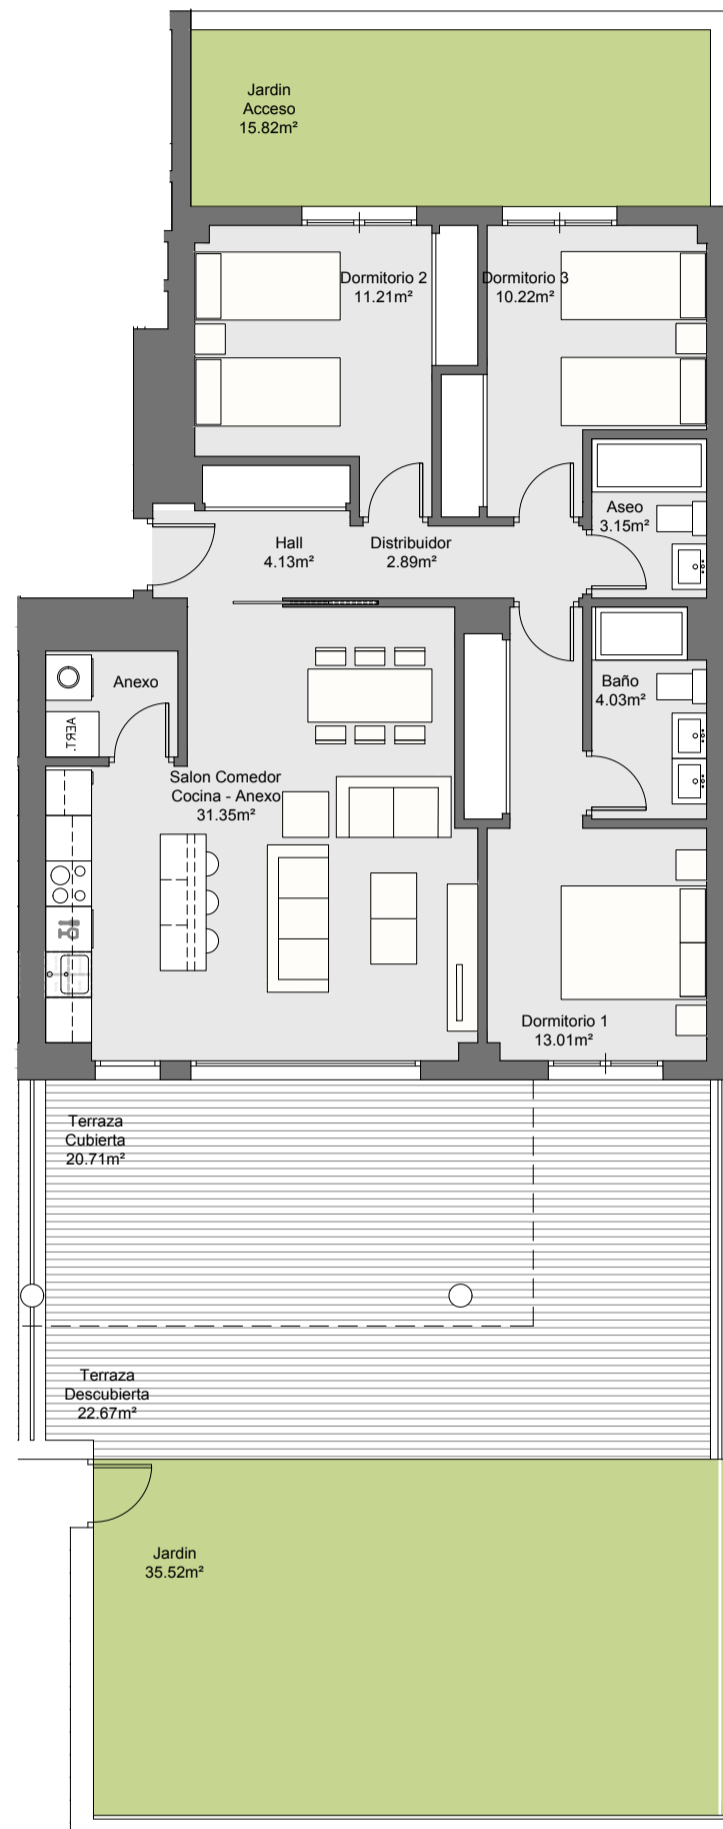 Jardin
Acceso
15.82m²
Dormitorio 2
11.21m²
Dormitorio 3
10.22m²
Aseo
3.15m²
Hall
4.13m²
Distribuidor
2.89m²
Anexo
AERT.
Baño
4.03m²
Salon Comedor
Cocina - Anexo
31.35m²
Dormitorio 1
13.01m²
Terraza
Cubierta
20.71m²
Terraza
Descubierta
22.67m²
Jardin
35.52m²